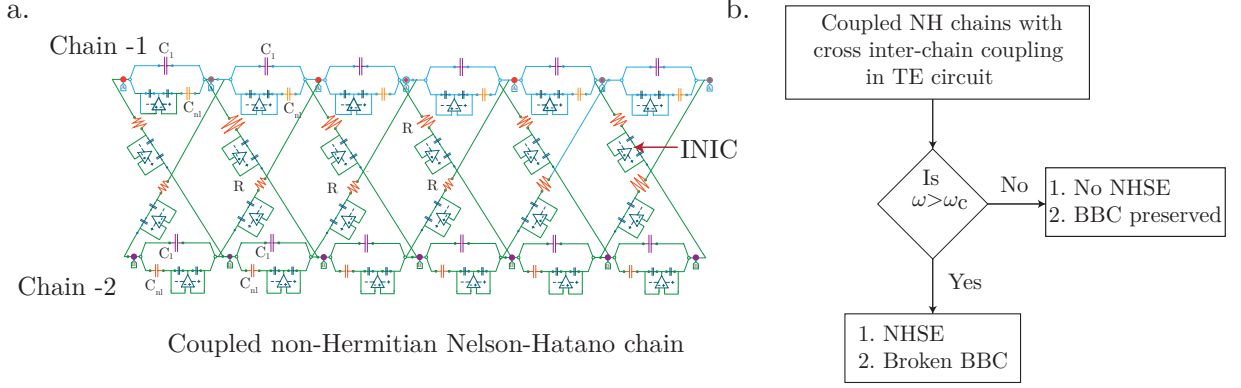 a.
Chain -1
C1
C1
Cnl
Cnl
R
INIC
R
R
R
C1
C1
Cnl
Cnl
Chain -2
Coupled non-Hermitian Nelson-Hatano chain
b.
Coupled NH chains with
cross inter-chain coupling
in TE circuit
Is
ω>ωc
No
1. No NHSE
2. BBC preserved
Yes
1. NHSE
2. Broken BBC